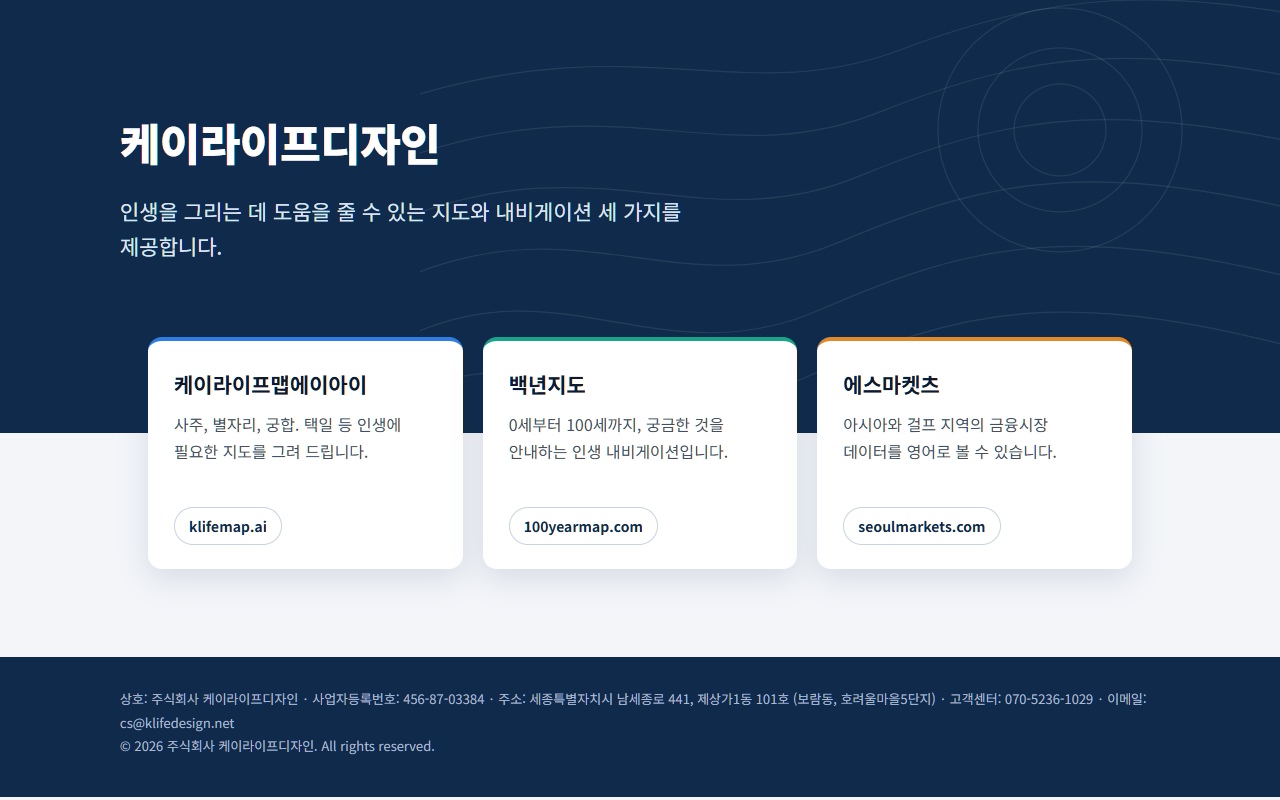 케이라이프디자인
인생을 그리는 데 도움을 줄 수 있는 지도와 내비게이션 세 가지를
제공합니다.
케이라이프맵에이아이
사주, 별자리, 궁합. 택일 등 인생에
필요한 지도를 그려 드립니다.
klifemap.ai
백년지도
0세부터 100세까지, 궁금한 것을
안내하는 인생 내비게이션입니다.
100yearmap.com
에스마켓츠
아시아와 걸프 지역의 금융시장
데이터를 영어로 볼 수 있습니다.
seoulmarkets.com
상호: 주식회사 케이라이프디자인 · 사업자등록번호: 456-87-03384 · 주소: 세종특별자치시 남세종로 441, 제상가1동 101호 (보람동, 호려울마을5단지) · 고객센터: 070-5236-1029 · 이메일:
cs@klifedesign.net
© 2026 주식회사 케이라이프디자인. All rights reserved.